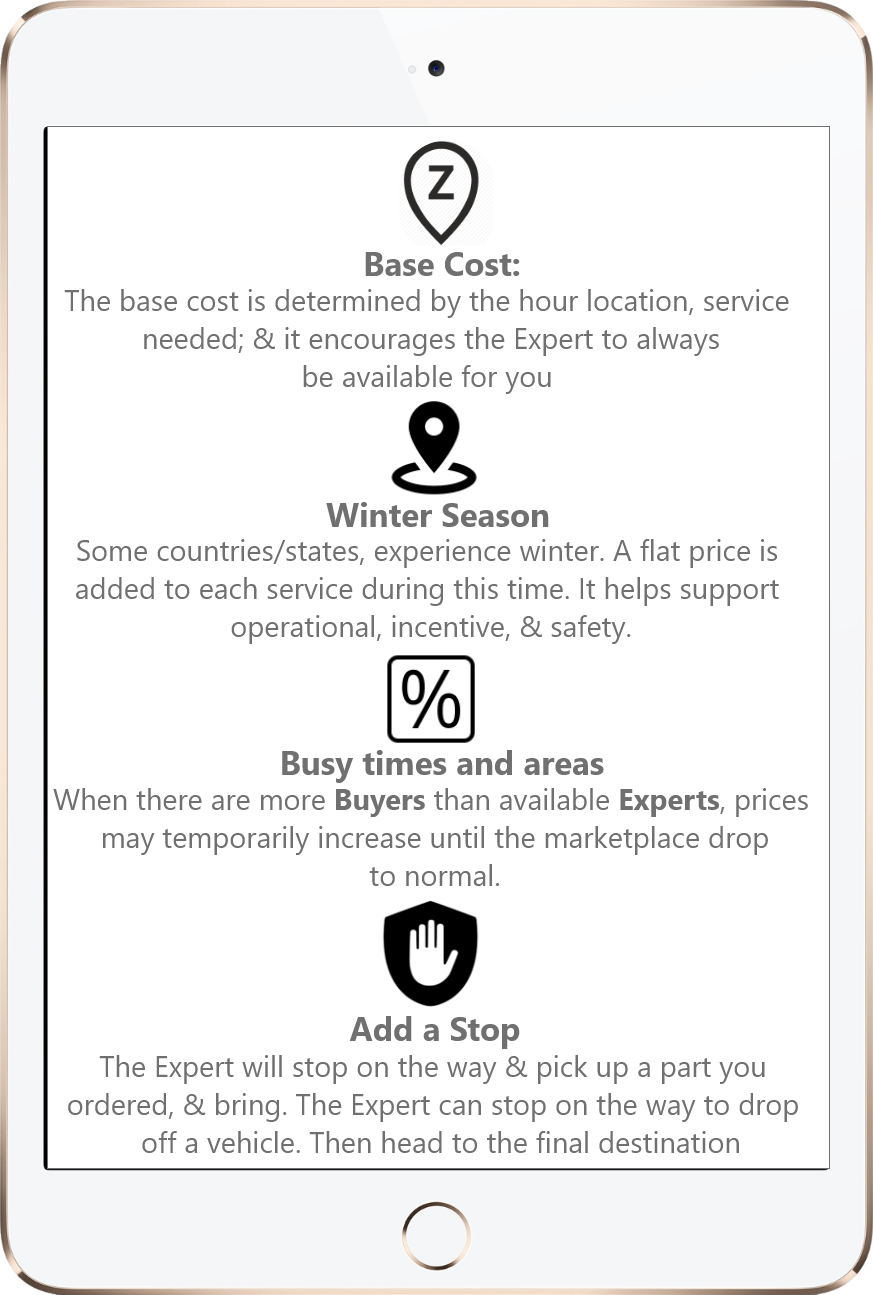 Z
Base Cost:
The base cost is determined by the hour location, service
needed; & it encourages the Expert to always
be available for you
Winter Season
Some countries/states, experience winter. A flat price is
added to each service during this time. It helps support
operational, incentive, & safety.
%
Busy times and areas
When there are more Buyers than available Experts, prices
may temporarily increase until the marketplace drop
to normal.
Add a Stop
The Expert will stop on the way & pick up a part you
ordered, & bring. The Expert can stop on the way to drop
off a vehicle. Then head to the final destination